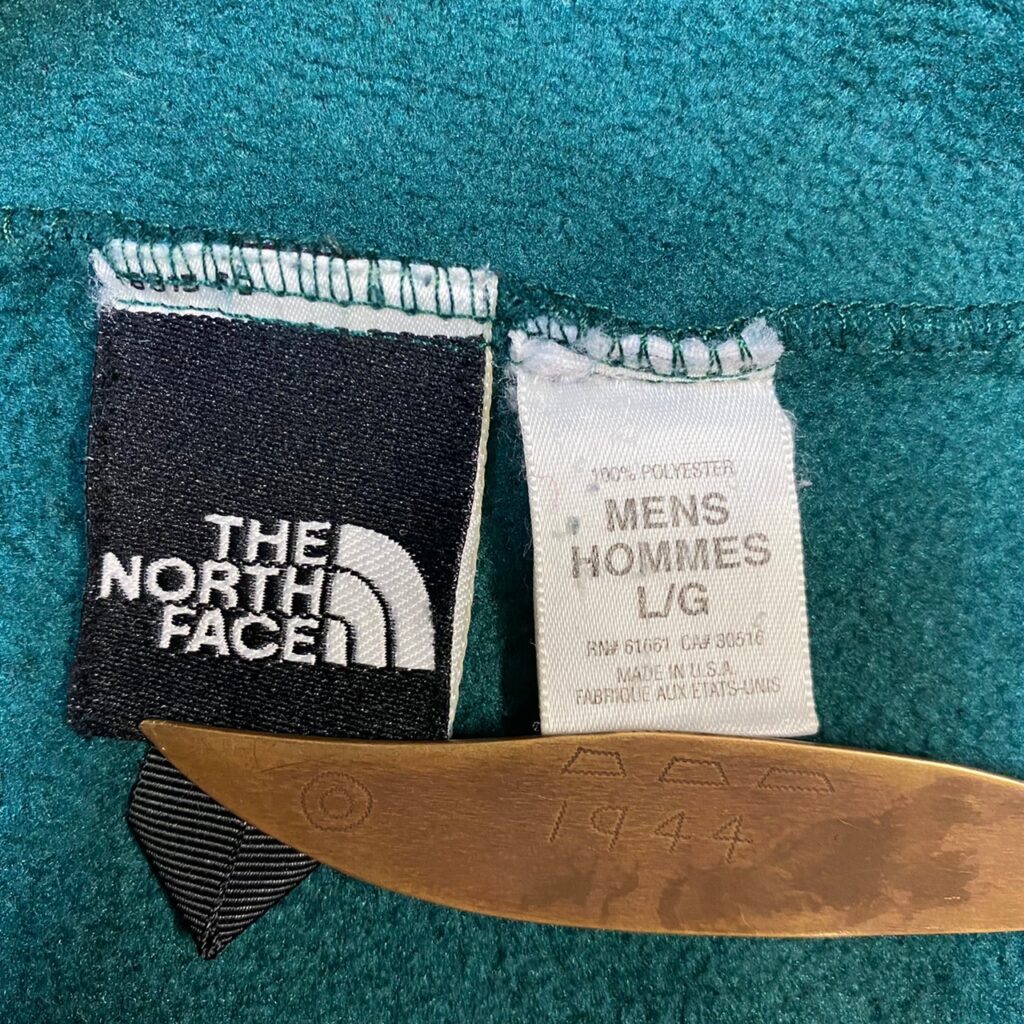 THE
NORTH
FACE
100% POLYESTER
MENS
HOMMES
L/G
RN# 61661 CA# 30516
MADE IN U.S.A.
FABRIQUE AUX ETATS-UNIS
1944